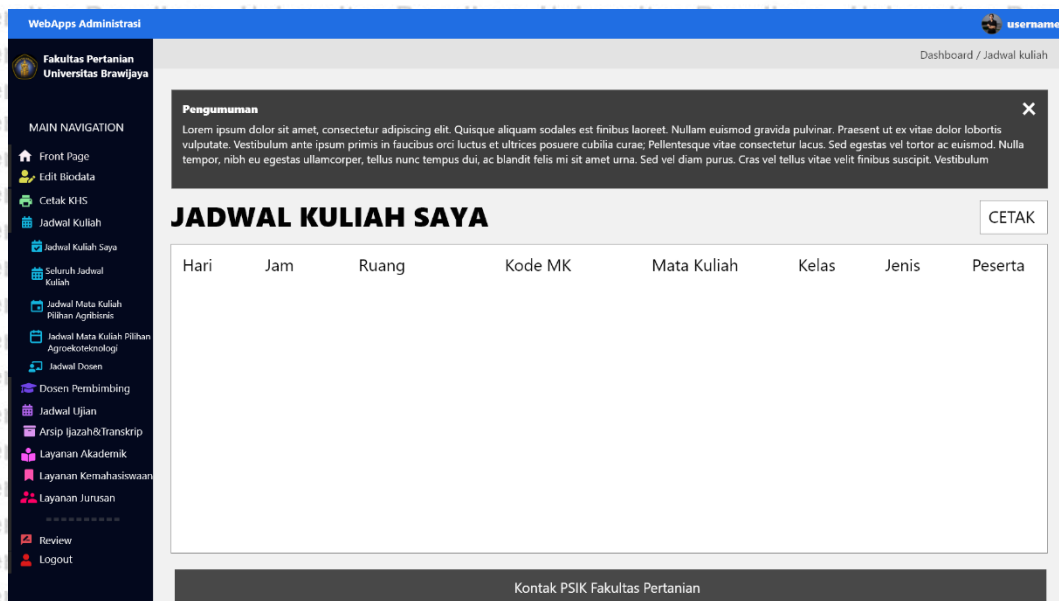 WebApps Administrasi
username
Fakultas Pertanian
Universitas Brawijaya
Dashboard / Jadwal kuliah
MAIN NAVIGATION
Front Page
Edit Biodata
Cetak KHS
Jadwal Kuliah
Jadwal Kuliah Saya
Seluruh Jadwal
Kuliah
Jadwal Mata Kuliah
Pilihan Agribisnis
Jadwal Mata Kuliah Pilihan
Agroekoteknologi
Jadwal Dosen
Dosen Pembimbing
Jadwal Ujian
Arsip Ijazah&Transkrip
Layanan Akademik
Layanan Kemahasiswaan
Layanan Jurusan
Review
Logout
Pengumuman
Lorem ipsum dolor sit amet, consectetur adipiscing elit. Quisque aliquam sodales est finibus laoreet. Nullam euismod gravida pulvinar. Praesent ut ex vitae dolor lobortis
vulputate. Vestibulum ante ipsum primis in faucibus orci luctus et ultrices posuere cubilia curae; Pellentesque vitae consectetur lacus. Sed egestas vel tortor ac euismod. Nulla
tempor, nibh eu egestas ullamcorper, tellus nunc tempus dui, ac blandit felis mi sit amet urna. Sed vel diam purus. Cras vel tellus vitae velit finibus suscipit. Vestibulum
JADWAL KULIAH SAYA
CETAK
Hari Jam Ruang Kode MK Mata Kuliah Kelas Jenis Peserta
Kontak PSIK Fakultas Pertanian